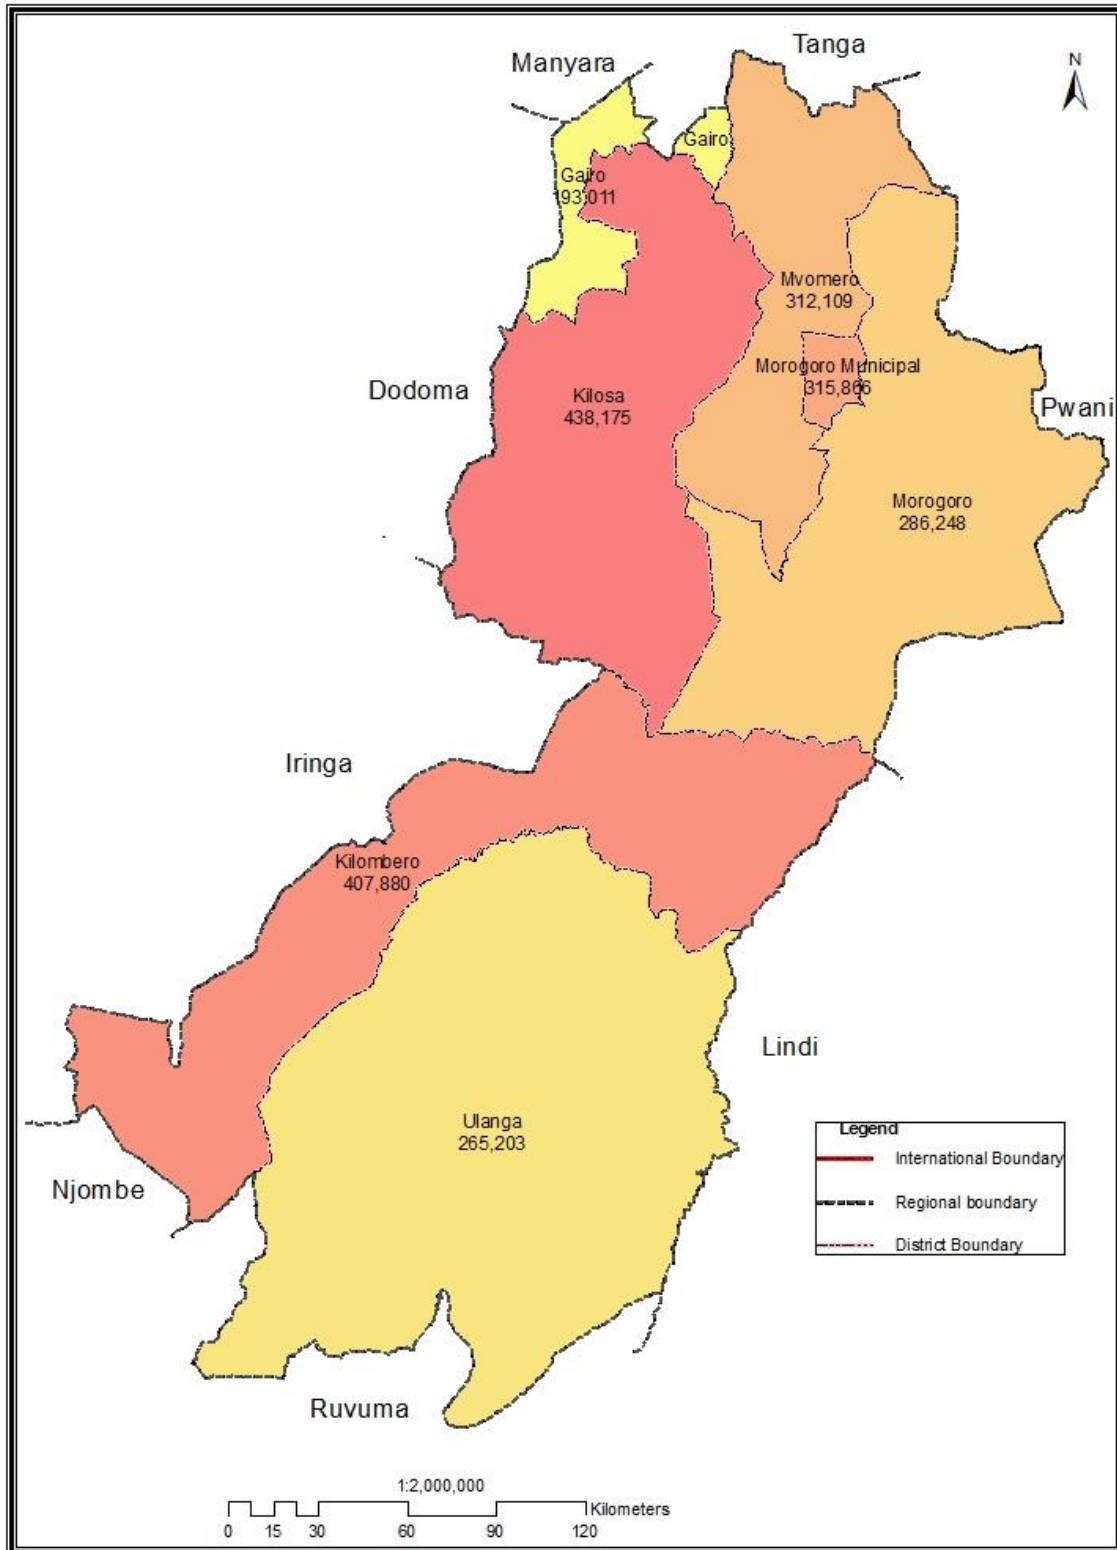 Tanga
Manyara
N
Gairo
Gairo
193,011
Mvomero
312,109
Morogoro Municipal
315,866
Dodoma
Kilosa
438,175
Pwani
Morogoro
286,248
Iringa
Kilombero
407,880
Lindi
Ulanga
265,203
Legend
International Boundary
Regional boundary
District Boundary
Njombe
Ruvuma
1:2,000,000
Kilometers
0 15 30 60 90 120